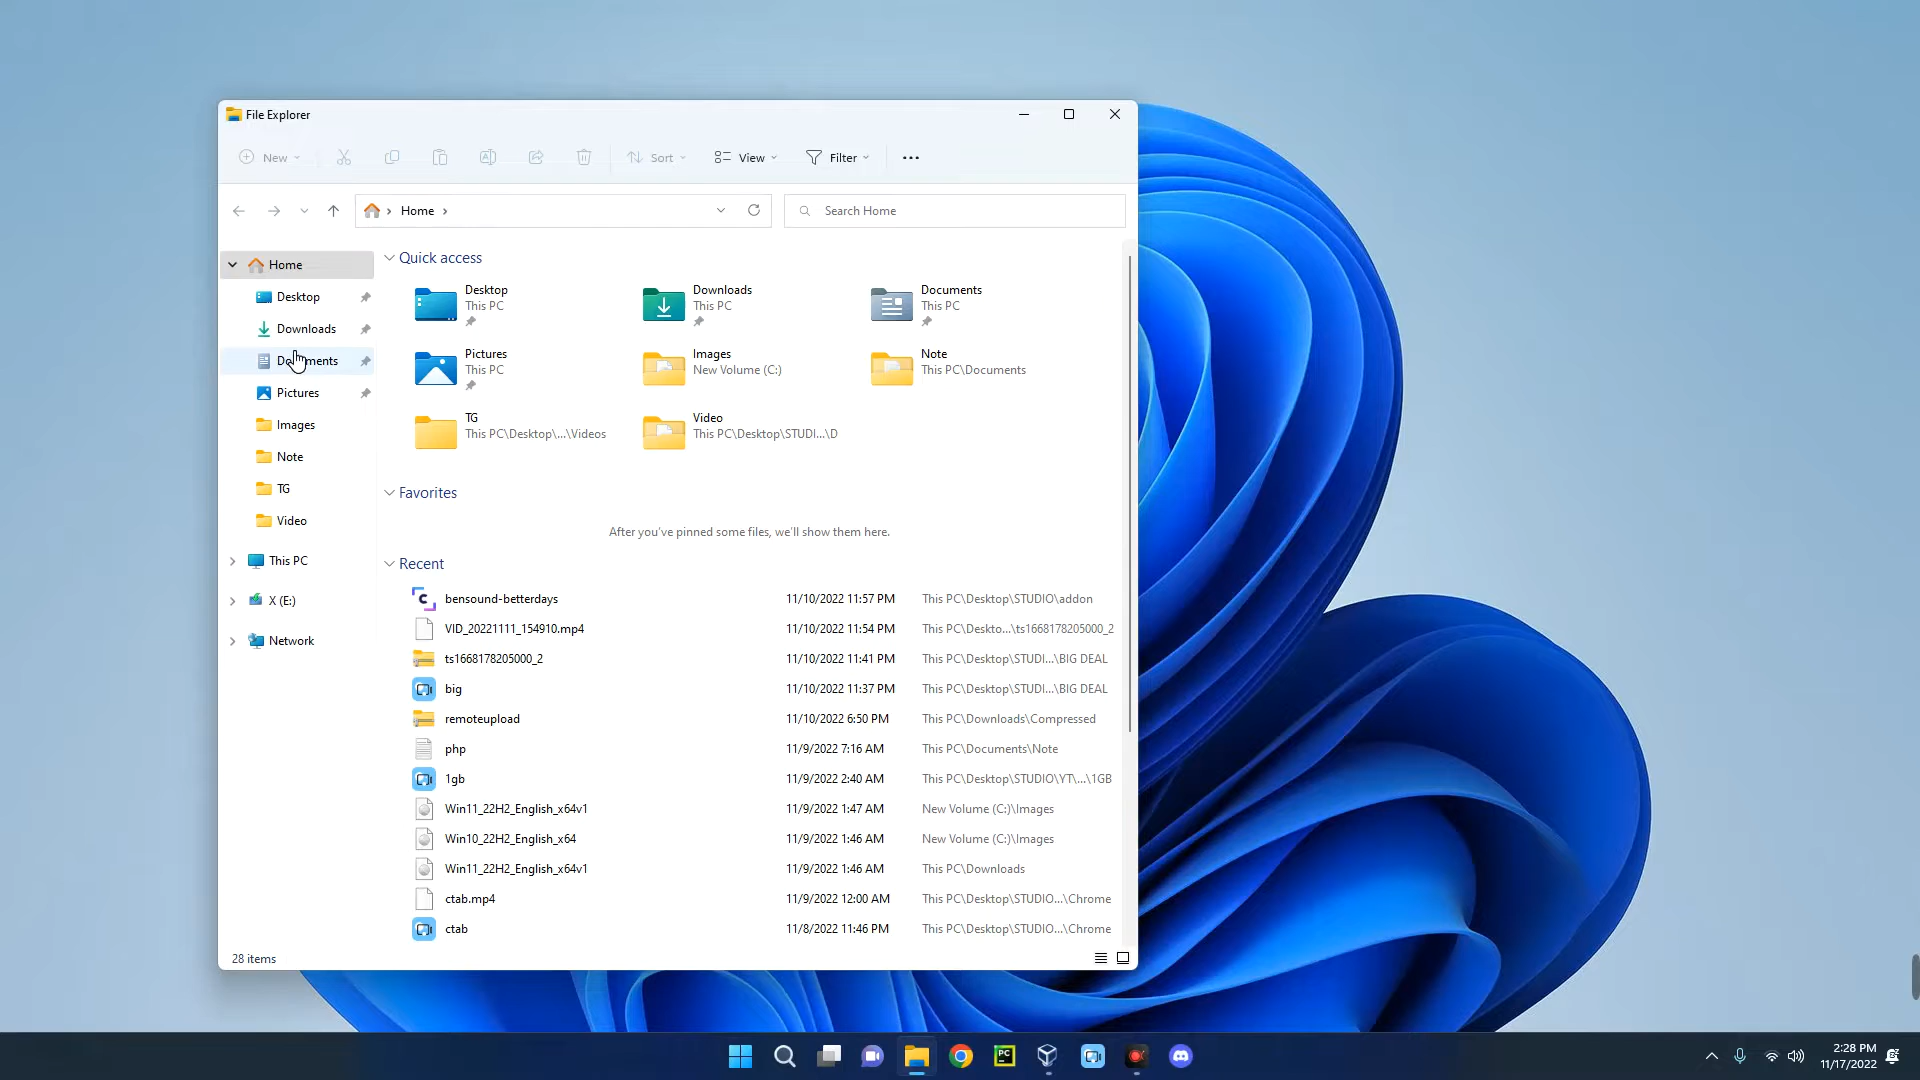 File Explorer
New
Sort
View
Filter
Home
Search Home
Home
Desktop
Downloads
Documents
Pictures
Images
Note
TG
Video
This PC
X (E:)
Network
Quick access
Desktop
This PC
Downloads
This PC
Documents
This PC
Pictures
This PC
Images
New Volume (C:)
Note
This PC\Documents
TG
This PC\Desktop\...\Videos
Video
This PC\Desktop\STUDI...\D
Favorites
After you've pinned some files, we'll show them here.
Recent
bensound-betterdays 11/10/2022 11:57 PM This PC\Desktop\STUDIO\addon
VID_20221111_154910.mp4 11/10/2022 11:54 PM This PC\Deskto...\ts1668178205000_2
ts1668178205000_2 11/10/2022 11:41 PM This PC\Desktop\STUDI...\BIG DEAL
big 11/10/2022 11:37 PM This PC\Desktop\STUDI...\BIG DEAL
remoteupload 11/10/2022 6:50 PM This PC\Downloads\Compressed
php 11/9/2022 7:16 AM This PC\Documents\Note
1gb 11/9/2022 2:40 AM This PC\Desktop\STUDIO\YT\...\1GB
Win11_22H2_English_x64v1 11/9/2022 1:47 AM New Volume (C:)\Images
Win10_22H2_English_x64 11/9/2022 1:46 AM New Volume (C:)\Images
Win11_22H2_English_x64v1 11/9/2022 1:46 AM This PC\Downloads
ctab.mp4 11/9/2022 12:00 AM This PC\Desktop\STUDIO...\Chrome
ctab 11/8/2022 11:46 PM This PC\Desktop\STUDIO...\Chrome
28 items
PC
2:28 PM
11/17/2022